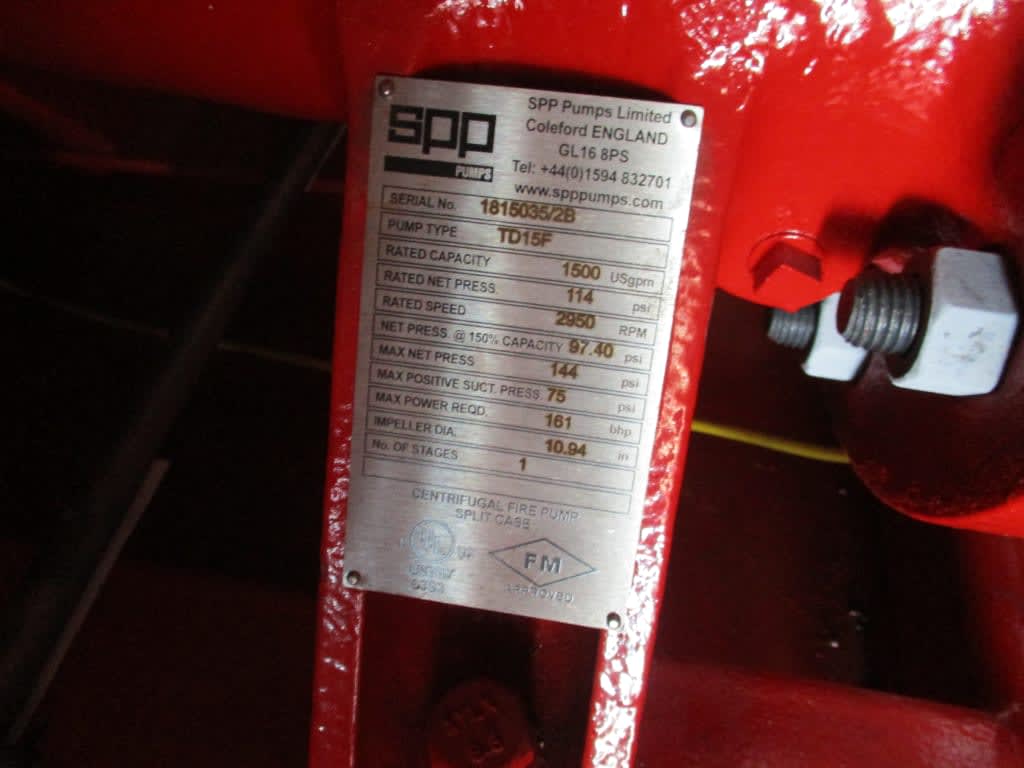 spp
PUMPS
SPP Pumps Limited
Coleford ENGLAND
GL16 8PS
Tel: +44(0)1594 832701
www.spppumps.com
SERIAL No. 1815035/2B
PUMP TYPE TD15F
RATED CAPACITY 1500 USgpm
RATED NET PRESS. 114 psi
RATED SPEED 2950 RPM
NET PRESS. @ 150% CAPACITY 97.40 psi
MAX NET PRESS 144 psi
MAX POSITIVE SUCT. PRESS. 75 psi
MAX POWER REQD. 161 bhp
IMPELLER DIA. 10.94 in
No. OF STAGES 1
CENTRIFUGAL FIRE PUMP
SPLIT CASE
UL
FM
APPROVED